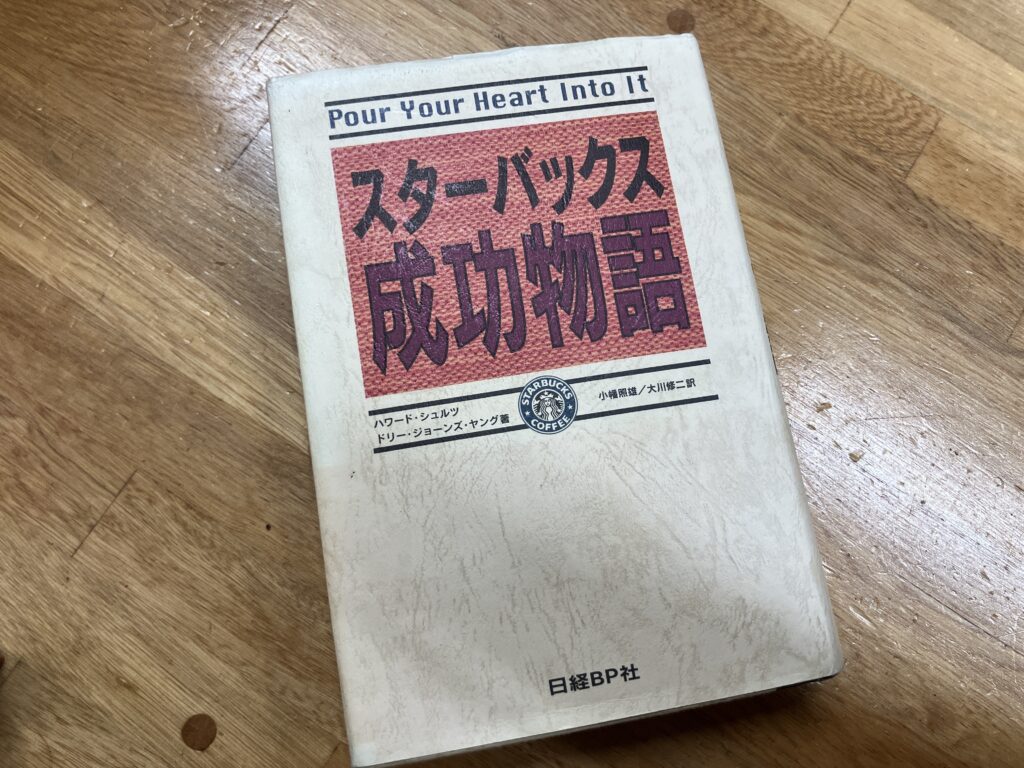 Pour Your Heart Into It
スターバックス
成功物語
ハワード・シュルツ
ドリー・ジョーンズ・ヤング著
STARBUCKS
COFFEE
小幡照雄／大川修二訳
日経BP社